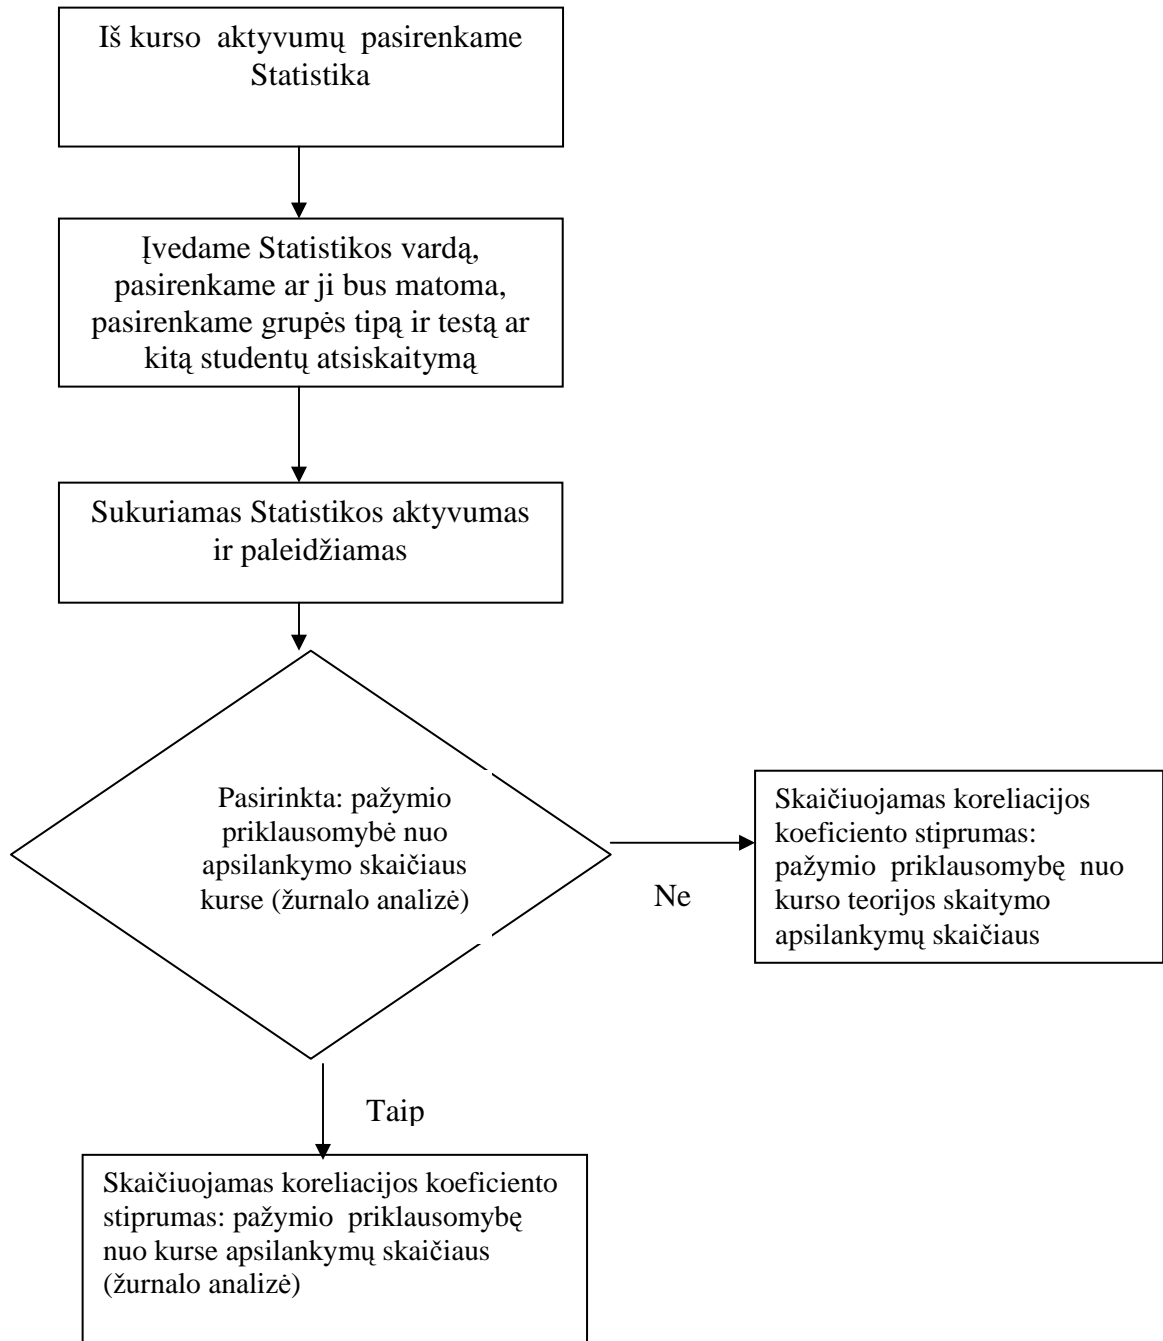 Iš kurso aktyvumų pasirenkame
Statistika
Įvedame Statistikos vardą,
pasirenkame ar ji bus matoma,
pasirenkame grupės tipą ir testą ar
kitą studentų atsiskaitymą
Sukuriamas Statistikos aktyvumas
ir paleidžiamas
Pasirinkta: pažymio
priklausomybė nuo
apsilankymo skaičiaus
kurse (žurnalo analizė)
Ne
Skaičiuojamas koreliacijos
koeficiento stiprumas:
pažymio priklausomybę nuo
kurso teorijos skaitymo
apsilankymų skaičiaus
Taip
Skaičiuojamas koreliacijos koeficiento
stiprumas: pažymio priklausomybę
nuo kurse apsilankymų skaičiaus
(žurnalo analizė)